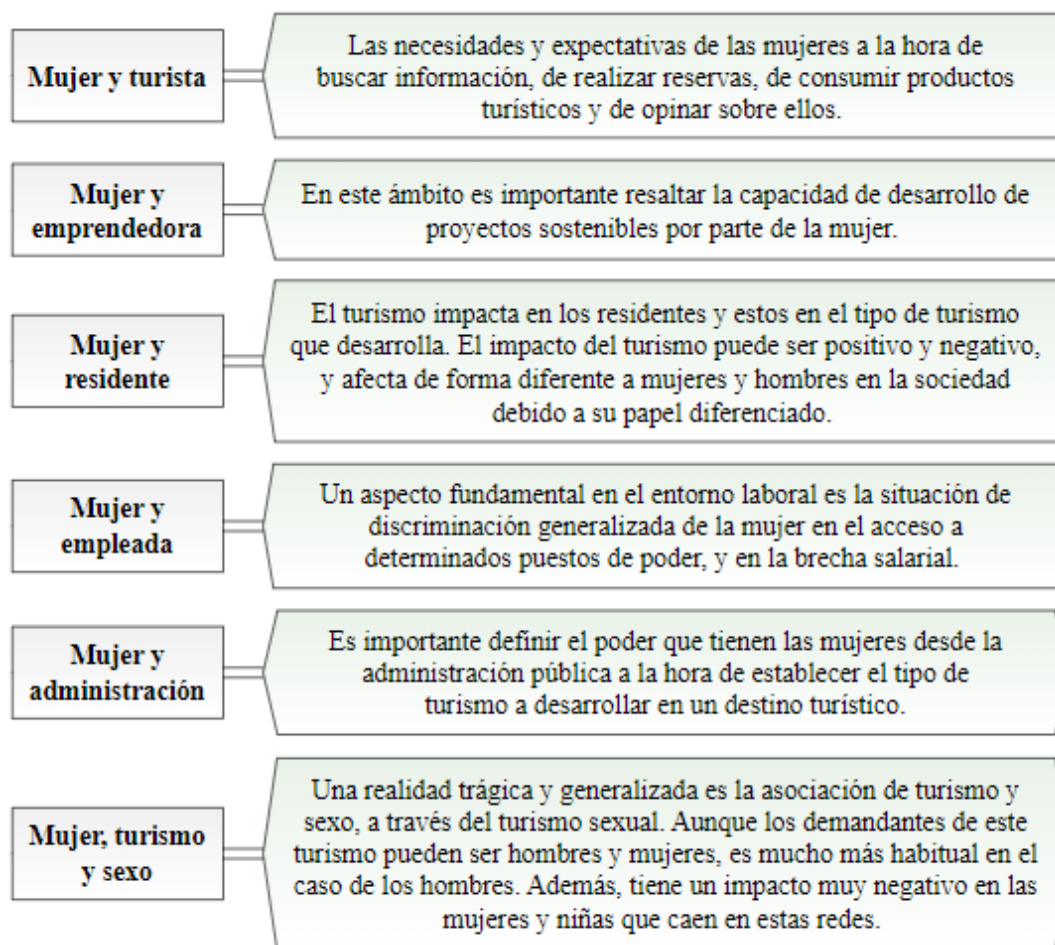 Mujer y turista
Las necesidades y expectativas de las mujeres a la hora de
buscar información, de realizar reservas, de consumir productos
turísticos y de opinar sobre ellos.
Mujer y
emprendedora
En este ámbito es importante resaltar la capacidad de desarrollo de
proyectos sostenibles por parte de la mujer.
Mujer y
residente
El turismo impacta en los residentes y estos en el tipo de turismo
que desarrolla. El impacto del turismo puede ser positivo y negativo,
y afecta de forma diferente a mujeres y hombres en la sociedad
debido a su papel diferenciado.
Mujer y
empleada
Un aspecto fundamental en el entorno laboral es la situación de
discriminación generalizada de la mujer en el acceso a
determinados puestos de poder, y en la brecha salarial.
Mujer y
administración
Es importante definir el poder que tienen las mujeres desde la
administración pública a la hora de establecer el tipo de
turismo a desarrollar en un destino turístico.
Mujer, turismo
y sexo
Una realidad trágica y generalizada es la asociación de turismo y
sexo, a través del turismo sexual. Aunque los demandantes de este
turismo pueden ser hombres y mujeres, es mucho más habitual en el
caso de los hombres. Además, tiene un impacto muy negativo en las
mujeres y niñas que caen en estas redes.